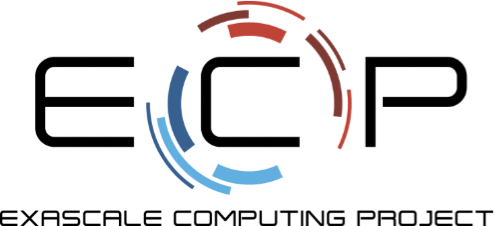 ECP
EXASCALE COMPUTING PROJECT